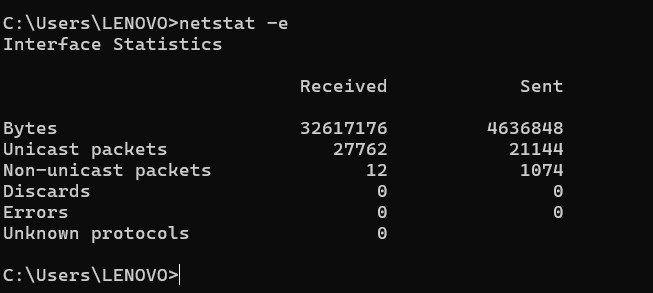 C:\Users\LENOVO>netstat -e
Interface Statistics
Received Sent
Bytes 32617176 4636848
Unicast packets 27762 21144
Non-unicast packets 12 1074
Discards 0 0
Errors 0 0
Unknown protocols 0
C:\Users\LENOVO>